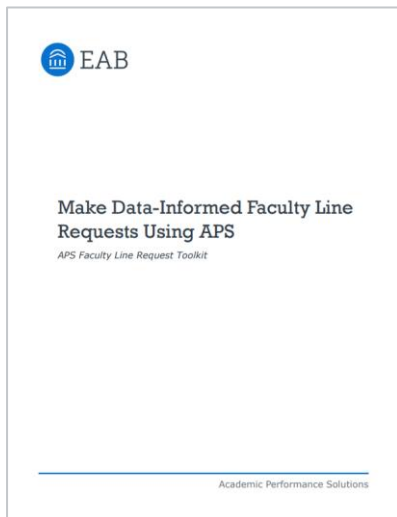 EAB
Make Data-Informed Faculty Line
Requests Using APS
APS Faculty Line Request Toolkit
Academic Performance Solutions